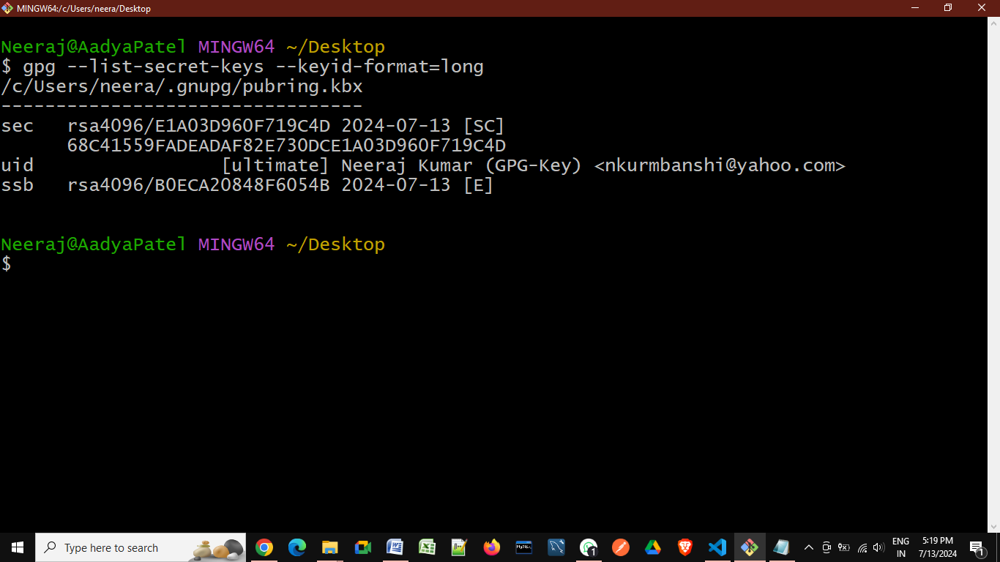 MINGW64:/c/Users/neera/Desktop
Neeraj@AadyaPatel MINGW64 ~/Desktop
$ gpg --list-secret-keys --keyid-format=long
/c/Users/neera/.gnupg/pubring.kbx
---------------------------------
sec   rsa4096/E1A03D960F719C4D 2024-07-13 [SC]
      68C41559FADEADAF82E730DCE1A03D960F719C4D
uid                 [ultimate] Neeraj Kumar (GPG-Key) <nkurmbanshi@yahoo.com>
ssb   rsa4096/B0ECA20848F6054B 2024-07-13 [E]
Neeraj@AadyaPatel MINGW64 ~/Desktop
$
Type here to search
MySQL
1
ENG
IN
5:19 PM
7/13/2024
1